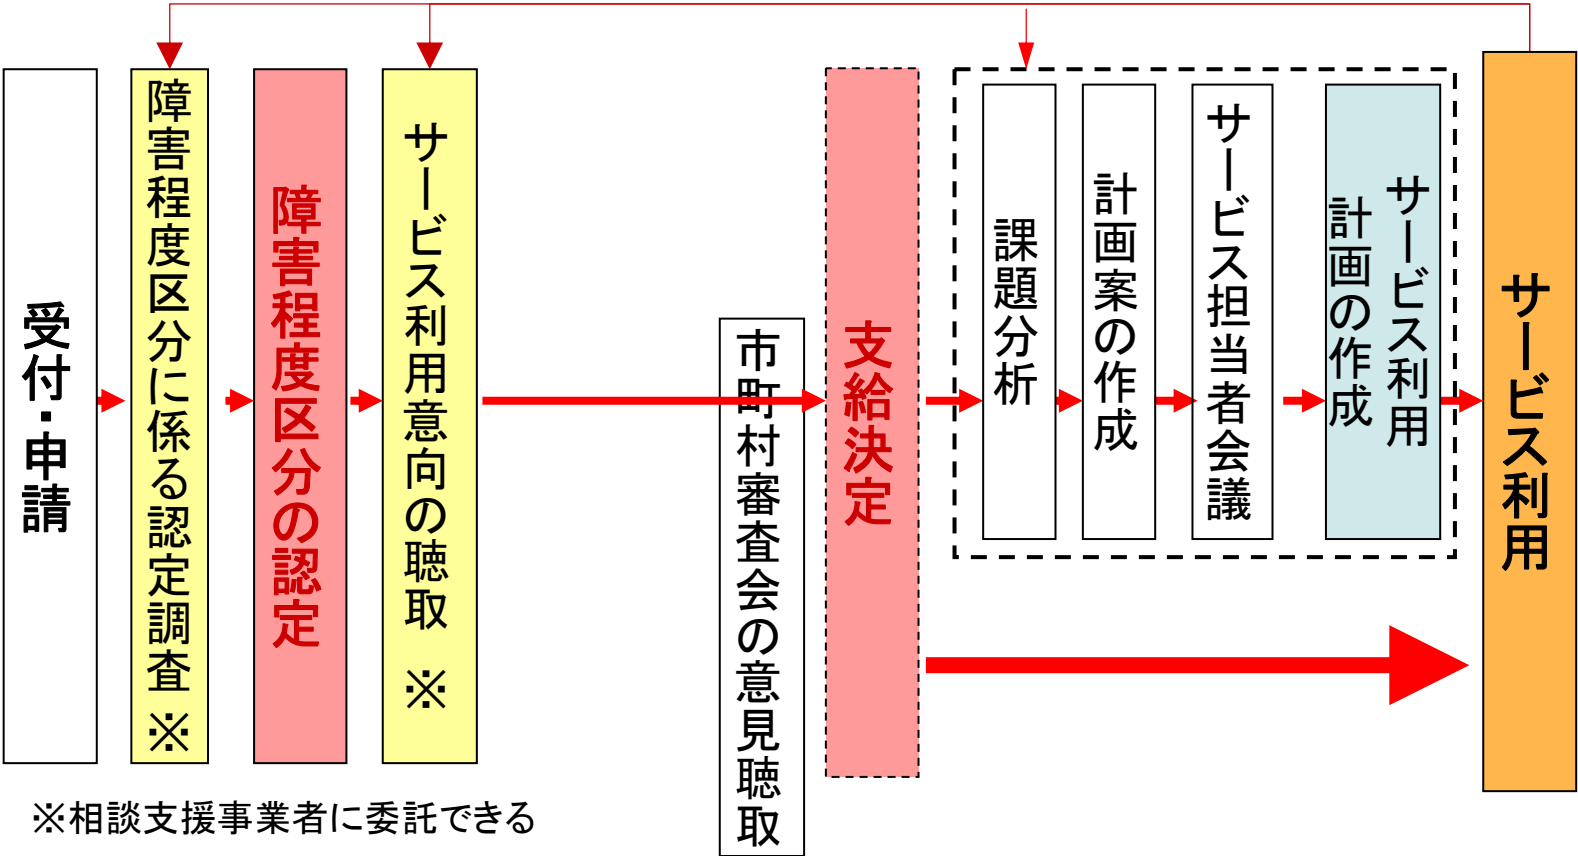 受付・申請
障害程度区分に係る認定調査※
障害程度区分の認定
サービス利用意向の聴取　※
市町村審査会の意見聴取
支給決定
課題分析
計画案の作成
サービス担当者会議
サービス利用
計画の作成
サービス利用
※相談支援事業者に委託できる